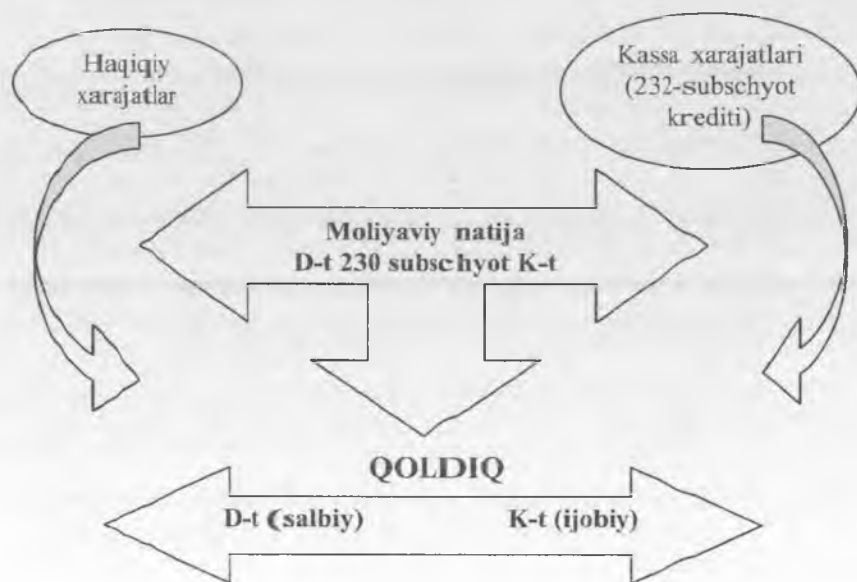 Haqiqiy
xarajatlar
Kassa xarajatlari
(232-subschyot
krediti)
Moliyaviy natija
D-t 230 subschyot K-t
QOLDIQ
D-t (salbiy)
K-t (ijobiy)